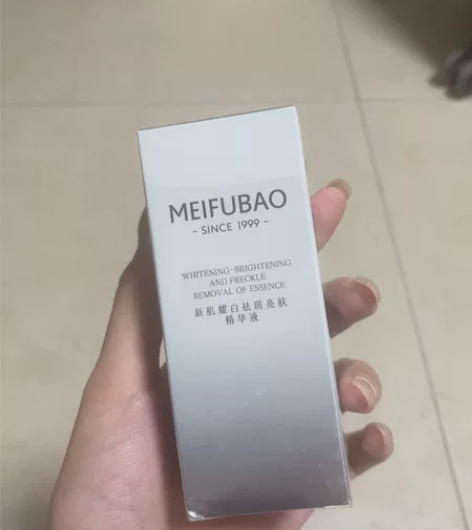 MEIFUBAO
- SINCE 1999 -
WHITENING-BRIGHTENING
AND FRECKLE
REMOVAL OF ESSENCE
新肌耀白祛斑亮肤
精华液